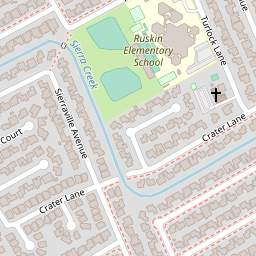 Ruskin
Elementary
School
Turlock Lane
Sierra Creek
Sierraville Avenue
Court
Crater Lane
Crater Lane